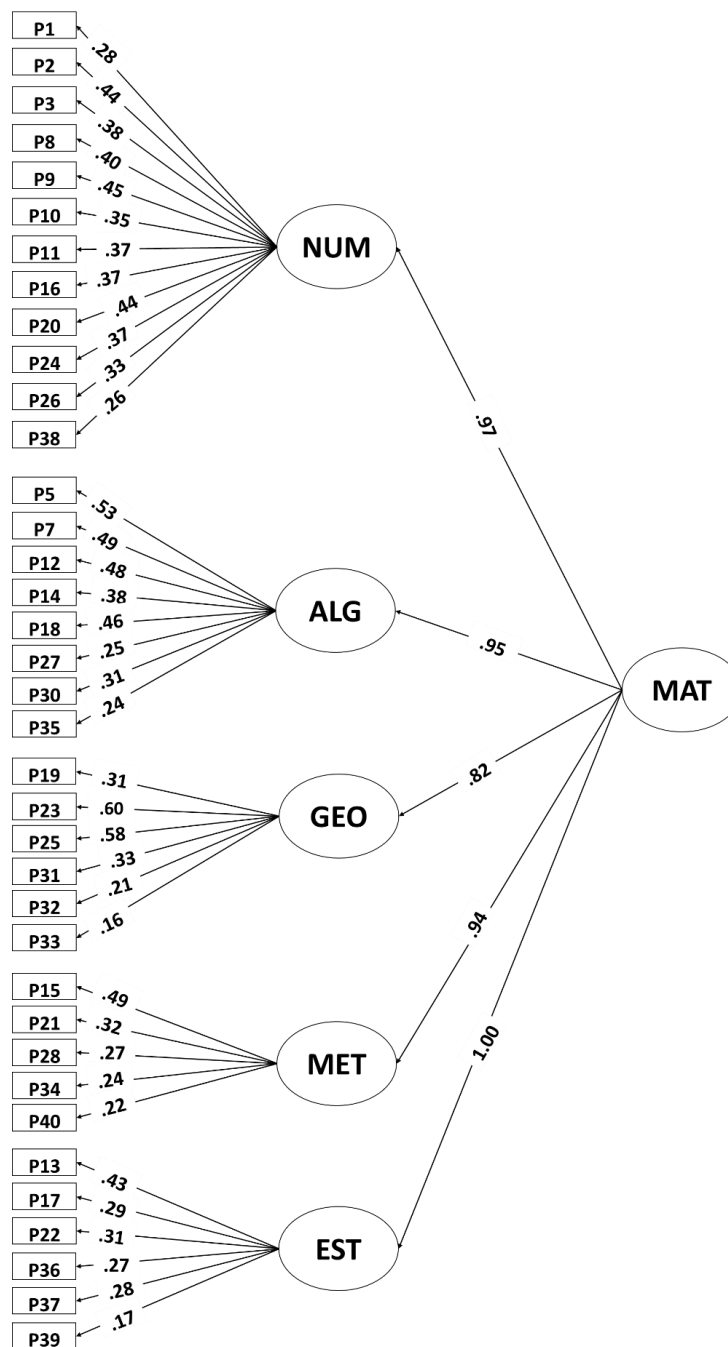 P1 .28
P2 .44
P3 .38
P8 .40
P9 .45
P10 .35
P11 .37
P16 .37
P20 .44
P24 .37
P26 .33
P38 .26
NUM
.97
P5 .53
P7 .49
P12 .48
P14 .38
P18 .46
P27 .25
P30 .31
P35 .24
ALG
.95
MAT
P19 .31
P23 .60
P25 .58
P31 .33
P32 .21
P33 .16
GEO
.82
P15 .49
P21 .32
P28 .27
P34 .24
P40 .22
MET
.94
P13 .43
P17 .29
P22 .31
P36 .27
P37 .28
P39 .17
EST
1.00